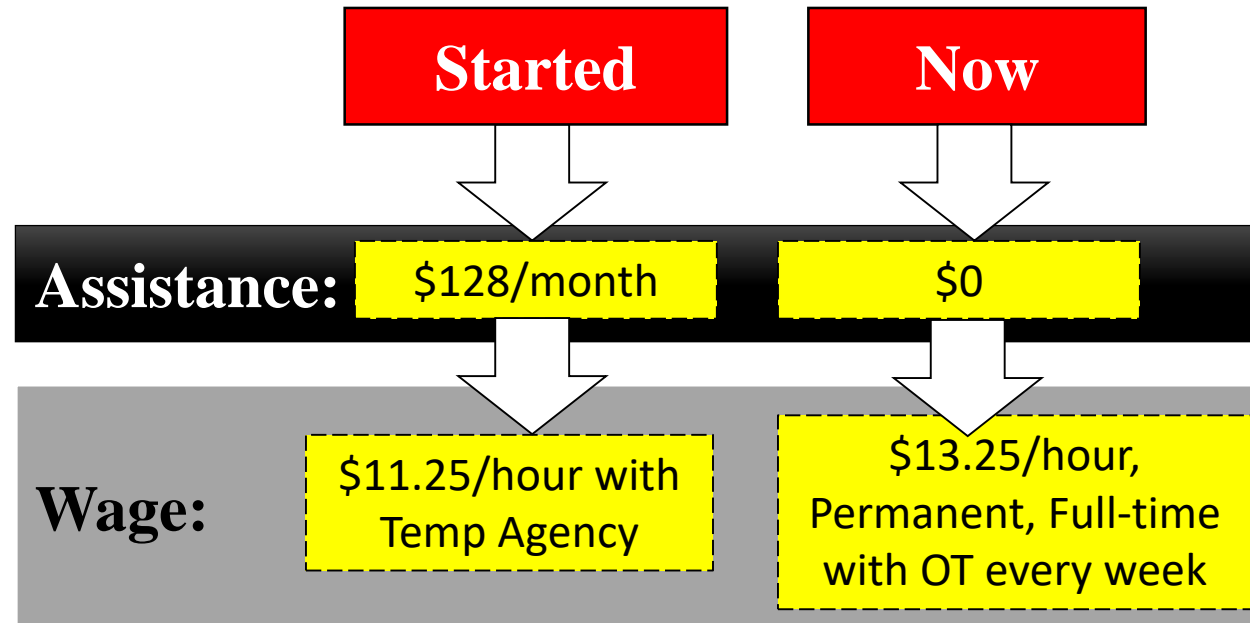 Started
Now
Assistance:
$128/month
$0
Wage:
$11.25/hour with
Temp Agency
$13.25/hour,
Permanent, Full-time
with OT every week